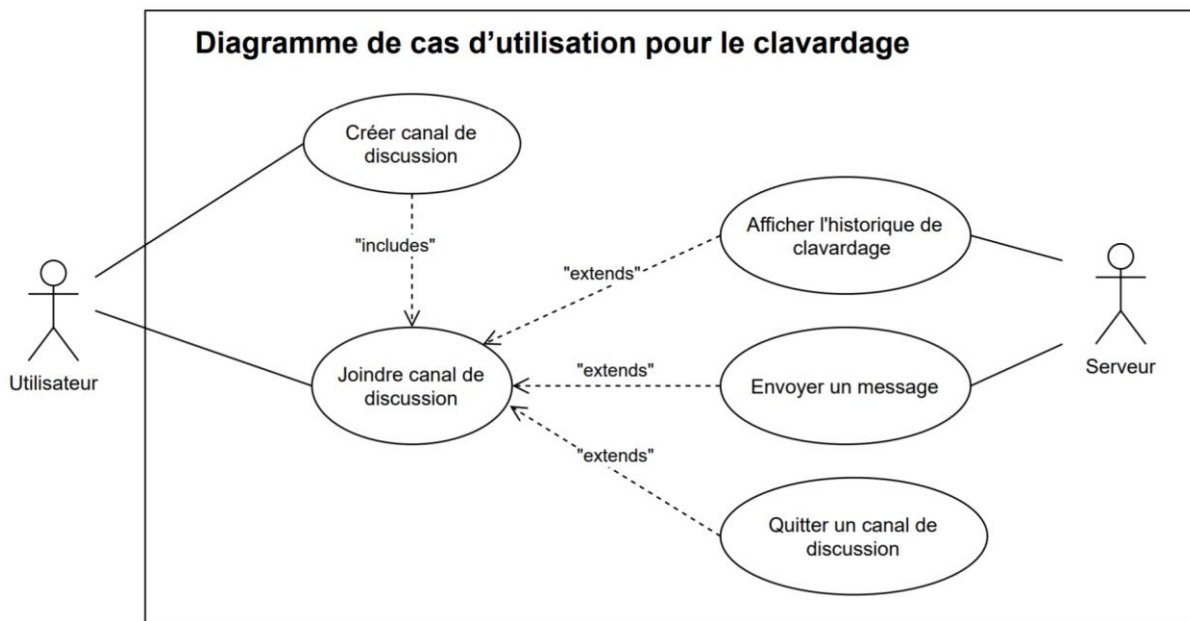 Diagramme de cas d’utilisation pour le clavardage
Créer canal de
discussion
"includes"
Afficher l'historique de
clavardage
"extends"
Utilisateur
Joindre canal de
discussion
"extends"
Envoyer un message
Serveur
"extends"
Quitter un canal de
discussion